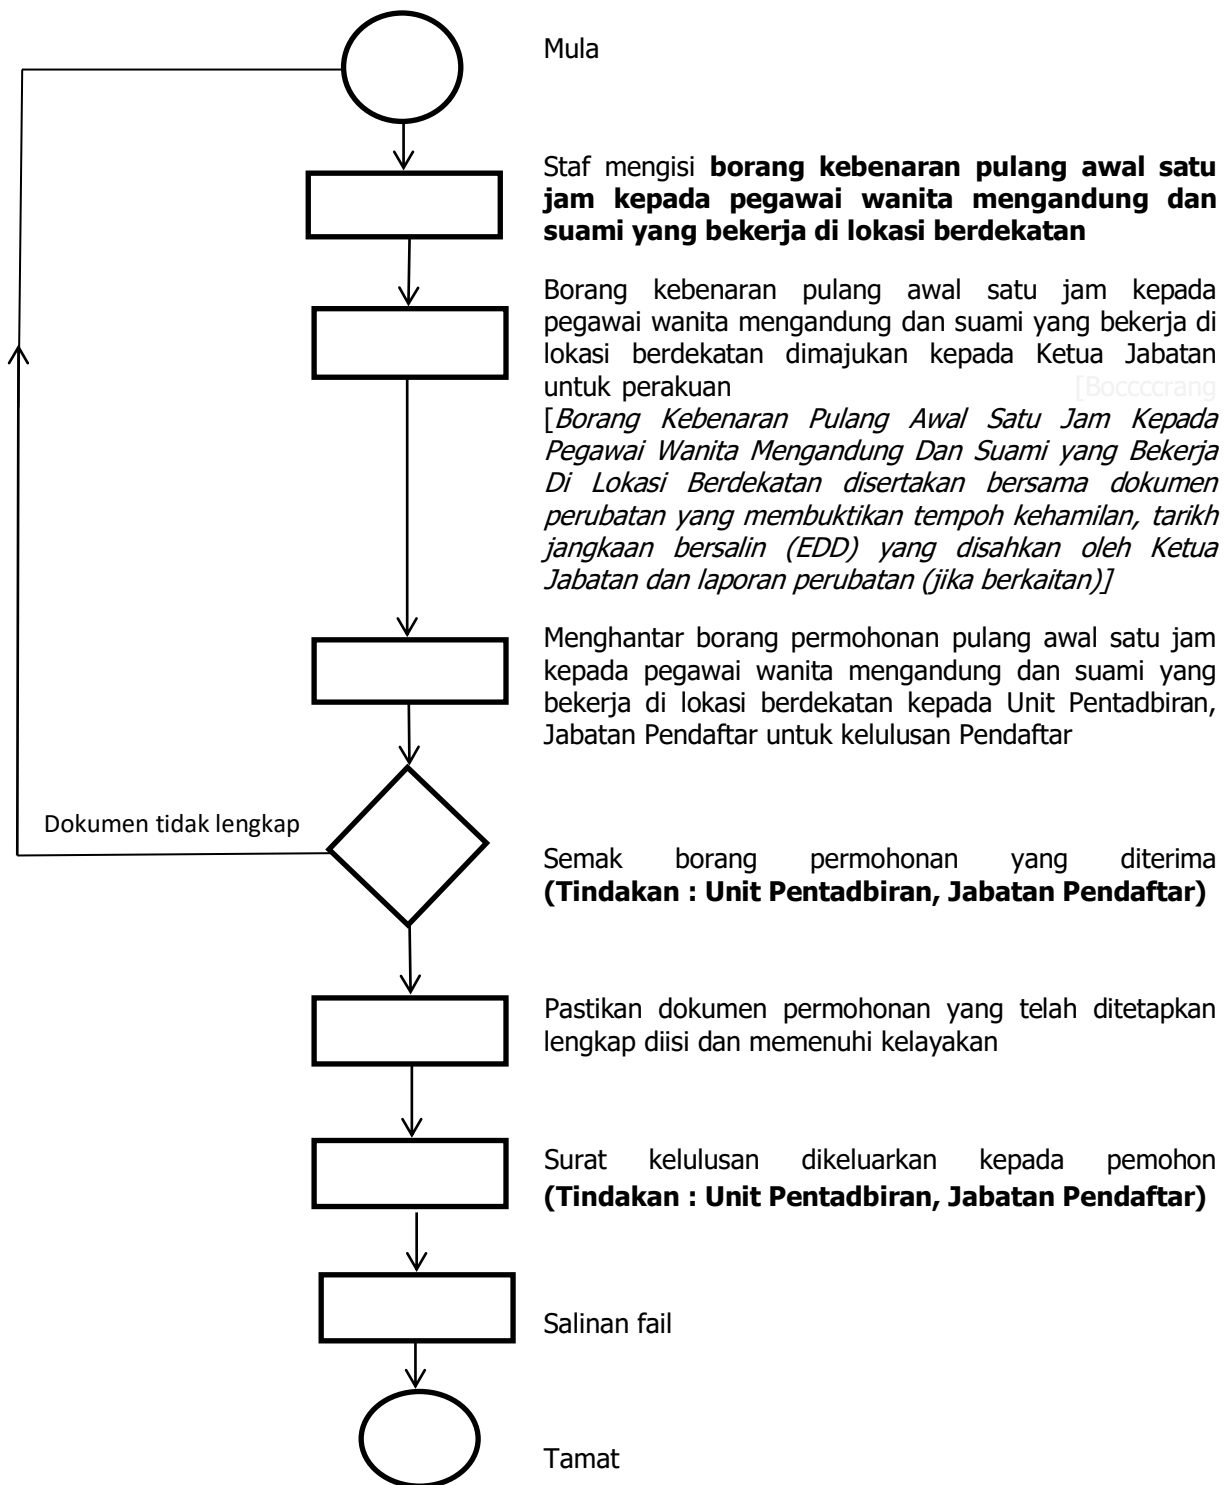 Mula
Staf mengisi borang kebenaran pulang awal satu
jam kepada pegawai wanita mengandung dan
suami yang bekerja di lokasi berdekatan
Borang kebenaran pulang awal satu jam kepada
pegawai wanita mengandung dan suami yang bekerja di
lokasi berdekatan dimajukan kepada Ketua Jabatan
untuk perakuan [Boccccrang
[Borang Kebenaran Pulang Awal Satu Jam Kepada
Pegawai Wanita Mengandung Dan Suami yang Bekerja
Di Lokasi Berdekatan disertakan bersama dokumen
perubatan yang membuktikan tempoh kehamilan, tarikh
jangkaan bersalin (EDD) yang disahkan oleh Ketua
Jabatan dan laporan perubatan (jika berkaitan)]
Menghantar borang permohonan pulang awal satu jam
kepada pegawai wanita mengandung dan suami yang
bekerja di lokasi berdekatan kepada Unit Pentadbiran,
Jabatan Pendaftar untuk kelulusan Pendaftar
Dokumen tidak lengkap
Semak borang permohonan yang diterima
(Tindakan : Unit Pentadbiran, Jabatan Pendaftar)
Pastikan dokumen permohonan yang telah ditetapkan
lengkap diisi dan memenuhi kelayakan
Surat kelulusan dikeluarkan kepada pemohon
(Tindakan : Unit Pentadbiran, Jabatan Pendaftar)
Salinan fail
Tamat